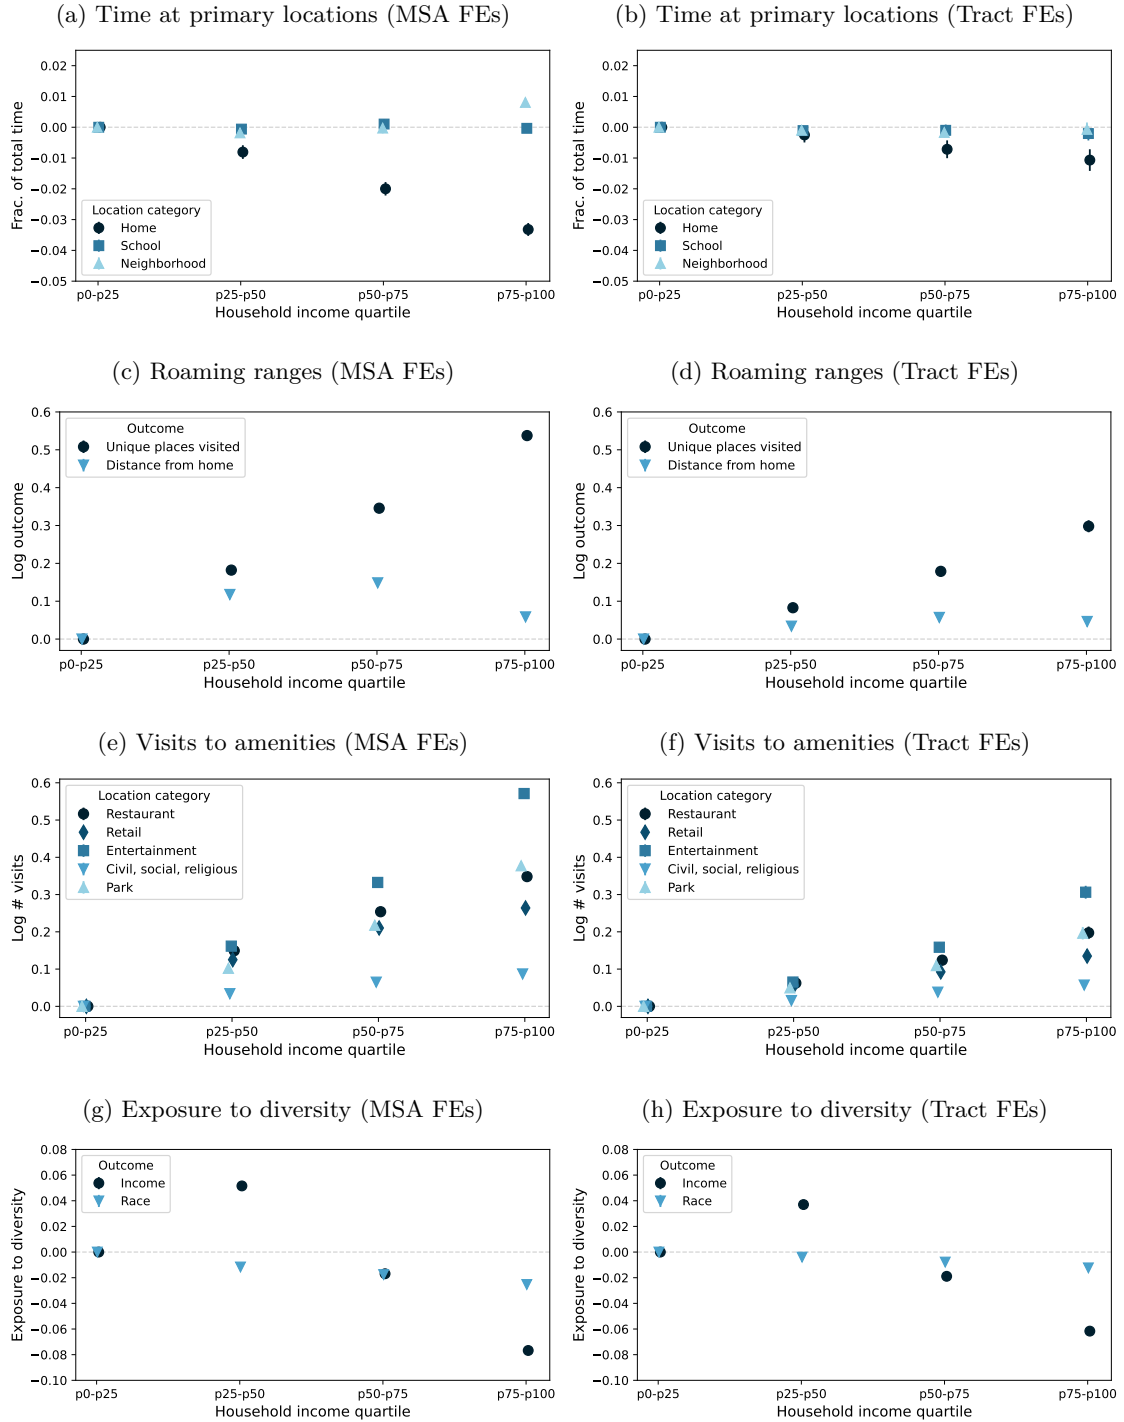 (a) Time at primary locations (MSA FEs)
0.02
0.01
0.00
−0.01
−0.02
−0.03
−0.04
−0.05
Frac. of total time
Location category
Home
School
Neighborhood
p0-p25
p25-p50
p50-p75
p75-p100
Household income quartile
(b) Time at primary locations (Tract FEs)
0.02
0.01
0.00
−0.01
−0.02
−0.03
−0.04
−0.05
Frac. of total time
Location category
Home
School
Neighborhood
p0-p25
p25-p50
p50-p75
p75-p100
Household income quartile
(c) Roaming ranges (MSA FEs)
0.6
0.5
0.4
0.3
0.2
0.1
0.0
Log outcome
Outcome
Unique places visited
Distance from home
p0-p25
p25-p50
p50-p75
p75-p100
Household income quartile
(d) Roaming ranges (Tract FEs)
0.6
0.5
0.4
0.3
0.2
0.1
0.0
Log outcome
Outcome
Unique places visited
Distance from home
p0-p25
p25-p50
p50-p75
p75-p100
Household income quartile
(e) Visits to amenities (MSA FEs)
0.6
0.5
0.4
0.3
0.2
0.1
0.0
Log # visits
Location category
Restaurant
Retail
Entertainment
Civil, social, religious
Park
p0-p25
p25-p50
p50-p75
p75-p100
Household income quartile
(f) Visits to amenities (Tract FEs)
0.6
0.5
0.4
0.3
0.2
0.1
0.0
Log # visits
Location category
Restaurant
Retail
Entertainment
Civil, social, religious
Park
p0-p25
p25-p50
p50-p75
p75-p100
Household income quartile
(g) Exposure to diversity (MSA FEs)
0.08
0.06
0.04
0.02
0.00
−0.02
−0.04
−0.06
−0.08
−0.10
Exposure to diversity
Outcome
Income
Race
p0-p25
p25-p50
p50-p75
p75-p100
Household income quartile
(h) Exposure to diversity (Tract FEs)
0.08
0.06
0.04
0.02
0.00
−0.02
−0.04
−0.06
−0.08
−0.10
Exposure to diversity
Outcome
Income
Race
p0-p25
p25-p50
p50-p75
p75-p100
Household income quartile